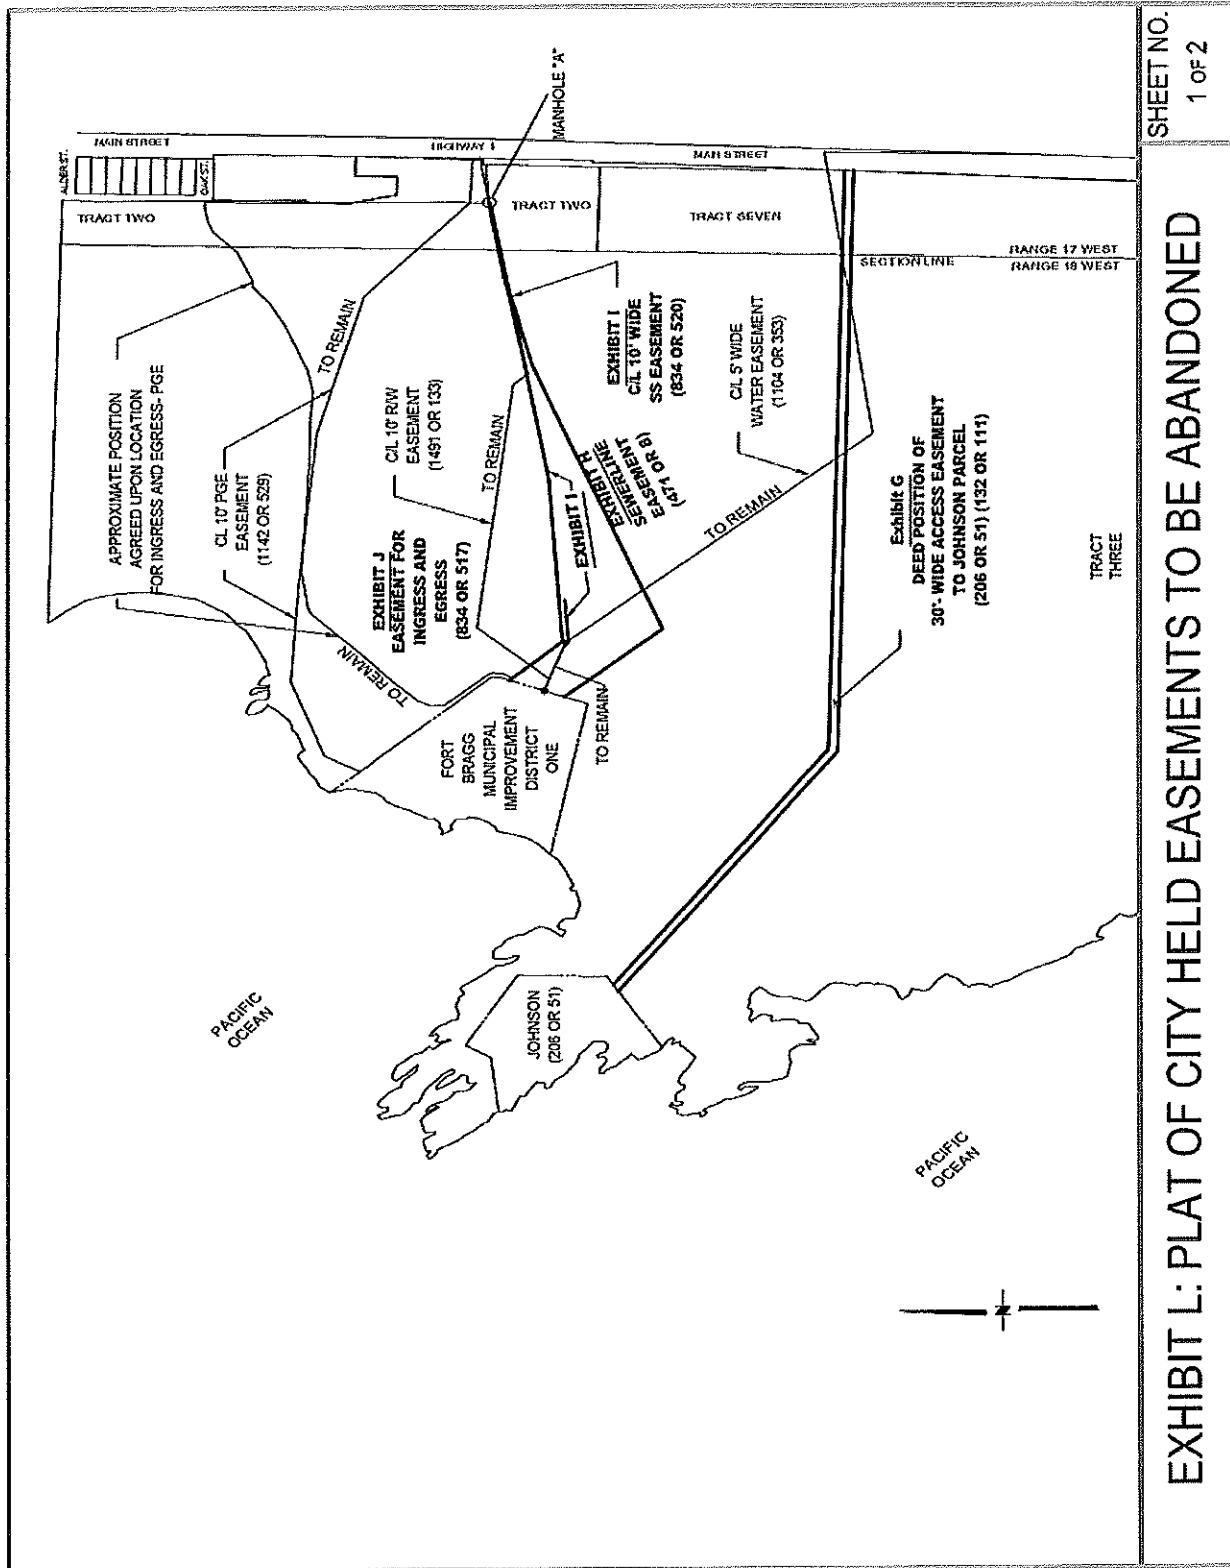 MAIN STREET
HIGHWAY 1
MAIN STREET
MANHOLE "A"
ALDER ST.
OAK ST.
TRACT TWO
TRACT TWO
TRACT SEVEN
SECTION LINE
RANGE 17 WEST
RANGE 18 WEST
APPROXIMATE POSITION
AGREED UPON LOCATION
FOR INGRESS AND EGRESS- PGE
CL 10' PGE
EASEMENT
(1142 OR 529)
TO REMAIN
C/L 10' R/W
EASEMENT
(1491 OR 133)
TO REMAIN
EXHIBIT J
EASEMENT FOR
INGRESS AND
EGRESS
(834 OR 517)
EXHIBIT I
C/L 10' WIDE
SS EASEMENT
(834 OR 520)
EXHIBIT I
EXHIBIT H
SEWERLINE
EASEMENT
(471 OR 8)
C/L 5' WIDE
WATER EASEMENT
(1104 OR 353)
TO REMAIN
TO REMAIN
TO REMAIN
FORT
BRAGG
MUNICIPAL
IMPROVEMENT
DISTRICT
ONE
Exhibit G
DEED POSITION OF
30'- WIDE ACCESS EASEMENT
TO JOHNSON PARCEL
(206 OR 51) (132 OR 111)
TRACT
THREE
JOHNSON
(206 OR 51)
PACIFIC
OCEAN
PACIFIC
OCEAN
N
EXHIBIT L: PLAT OF CITY HELD EASEMENTS TO BE ABANDONED
SHEET NO.
1 OF 2